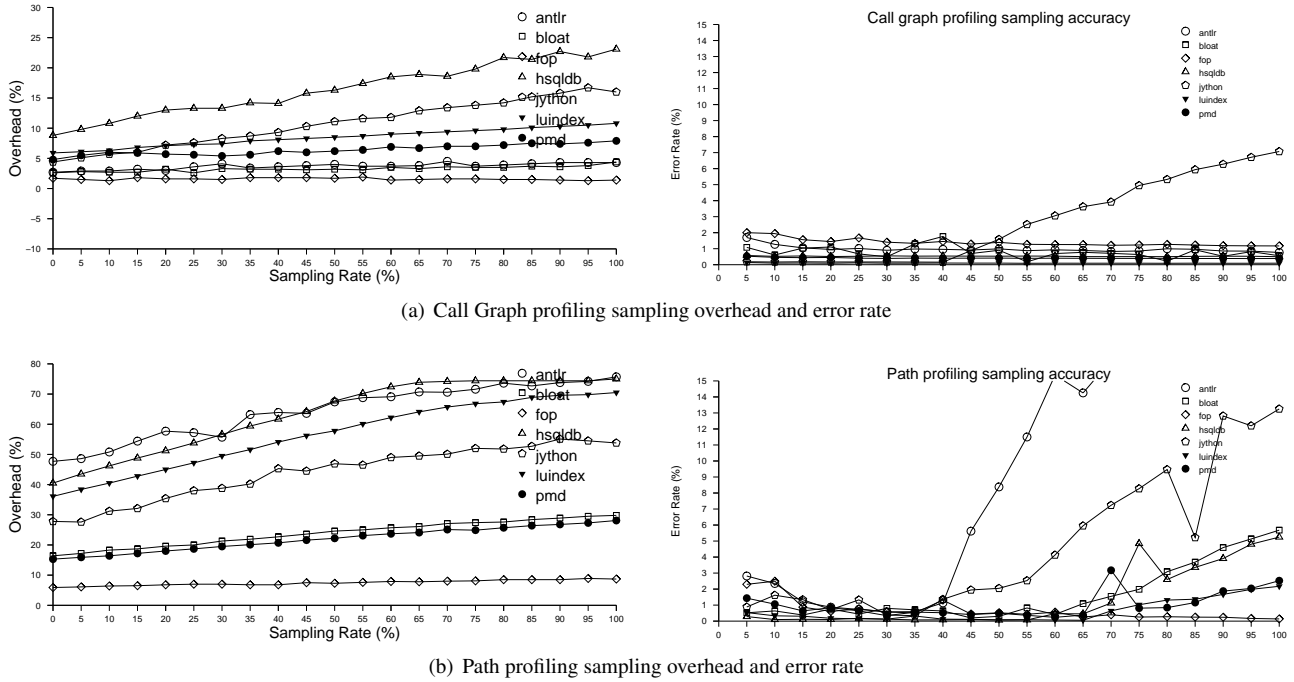 30
25
20
15
10
5
0
−5
−10
Overhead (%)
0 5 10 15 20 25 30 35 40 45 50 55 60 65 70 75 80 85 90 95 100
Sampling Rate (%)
antlr
bloat
fop
hsqldb
jython
luindex
pmd
Call graph profiling sampling accuracy
15
14
13
12
11
10
9
8
7
6
5
4
3
2
1
0
Error Rate (%)
0 5 10 15 20 25 30 35 40 45 50 55 60 65 70 75 80 85 90 95 100
antlr
bloat
fop
hsqldb
jython
luindex
pmd
(a) Call Graph profiling sampling overhead and error rate
80
70
60
50
40
30
20
10
0
Overhead (%)
0 5 10 15 20 25 30 35 40 45 50 55 60 65 70 75 80 85 90 95 100
Sampling Rate (%)
antlr
bloat
fop
hsqldb
jython
luindex
pmd
Path profiling sampling accuracy
15
14
13
12
11
10
9
8
7
6
5
4
3
2
1
0
Error Rate (%)
0 5 10 15 20 25 30 35 40 45 50 55 60 65 70 75 80 85 90 95 100
antlr
bloat
fop
hsqldb
jython
luindex
pmd
(b) Path profiling sampling overhead and error rate